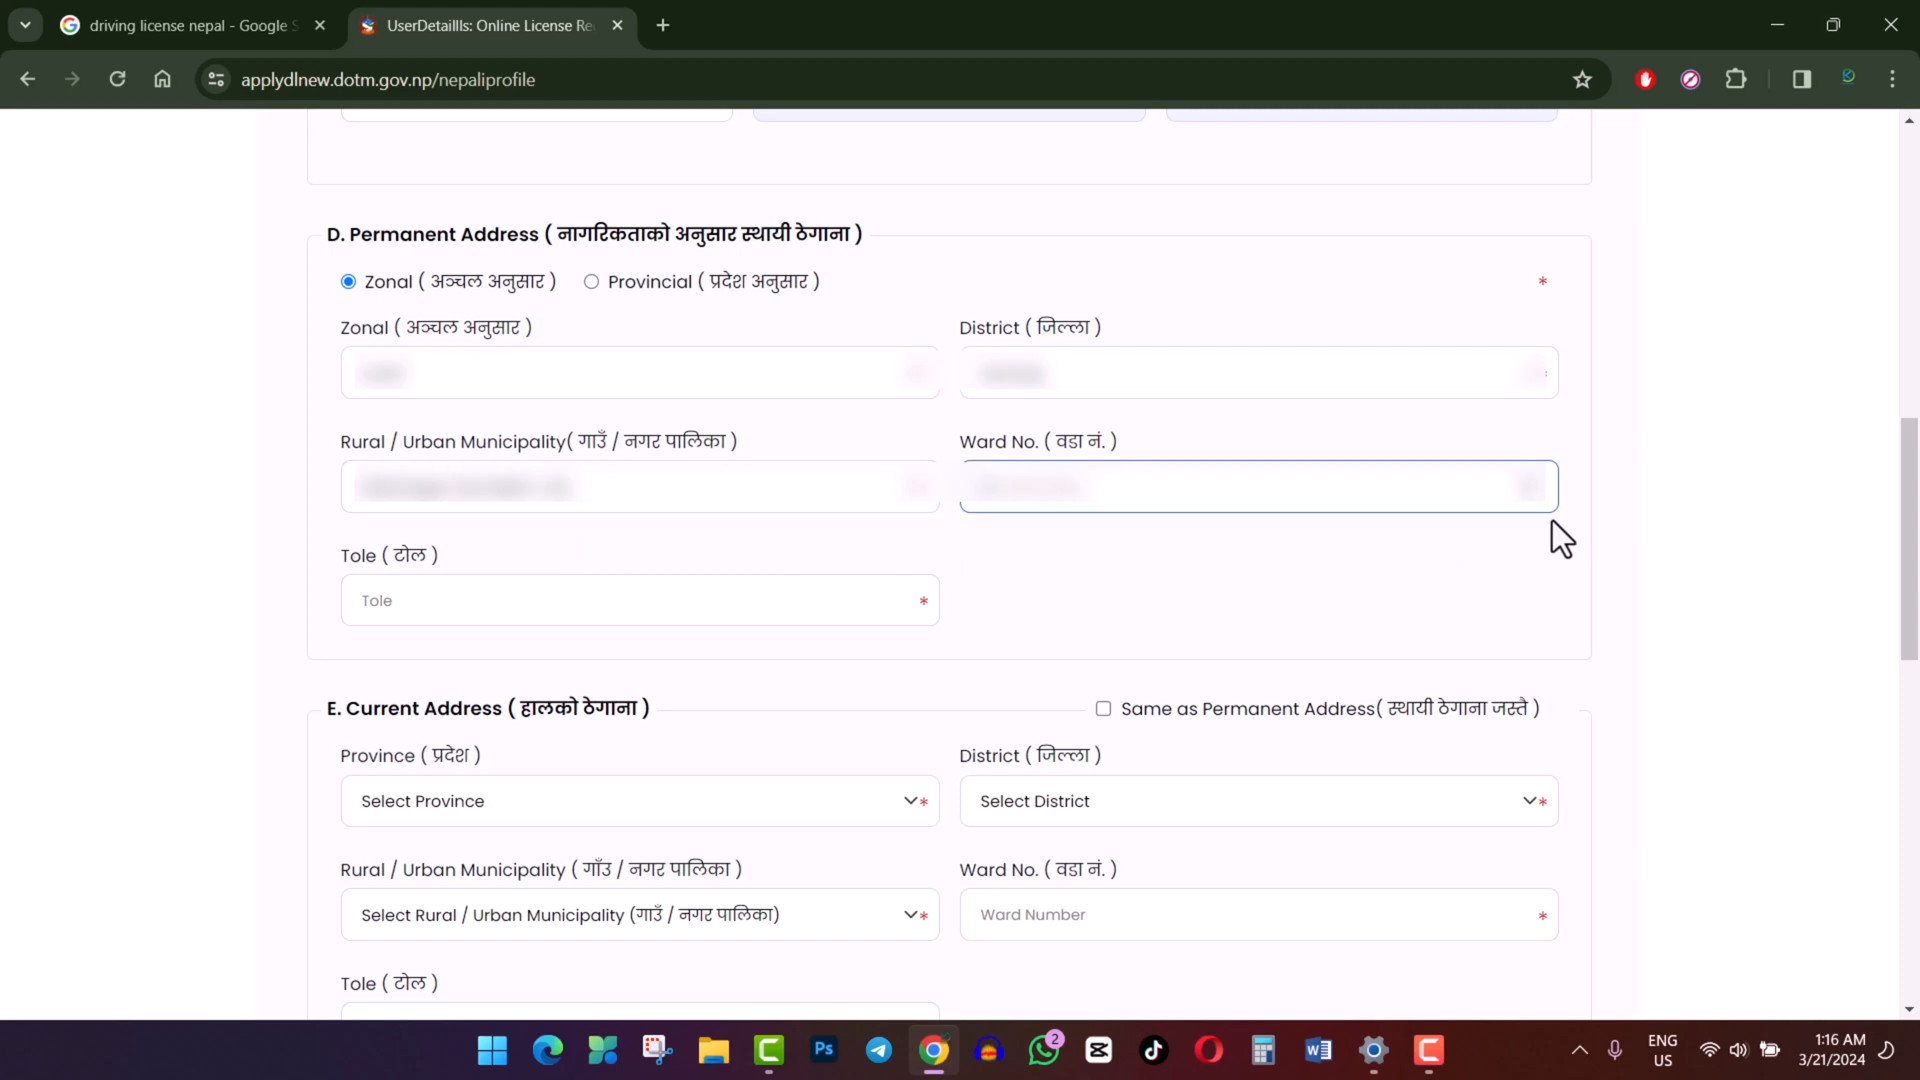 driving license nepal - Google S
UserDetaillls: Online License Re
applydlnew.dotm.gov.np/nepaliprofile
D. Permanent Address ( नागरिकताको अनुसार स्थायी ठेगाना )
Zonal ( अञ्चल अनुसार ) Provincial ( प्रदेश अनुसार ) *
Zonal ( अञ्चल अनुसार ) District ( जिल्ला )
Rural / Urban Municipality( गाउँ / नगर पालिका ) Ward No. ( वडा नं. )
Tole ( टोल )
Tole *
E. Current Address ( हालको ठेगाना ) Same as Permanent Address( स्थायी ठेगाना जस्तै )
Province ( प्रदेश ) District ( जिल्ला )
Select Province * Select District *
Rural / Urban Municipality ( गाँउ / नगर पालिका ) Ward No. ( वडा नं. )
Select Rural / Urban Municipality (गाउँ / नगर पालिका) * Ward Number *
Tole ( टोल )
Ps
2
ENG
US
1:16 AM
3/21/2024